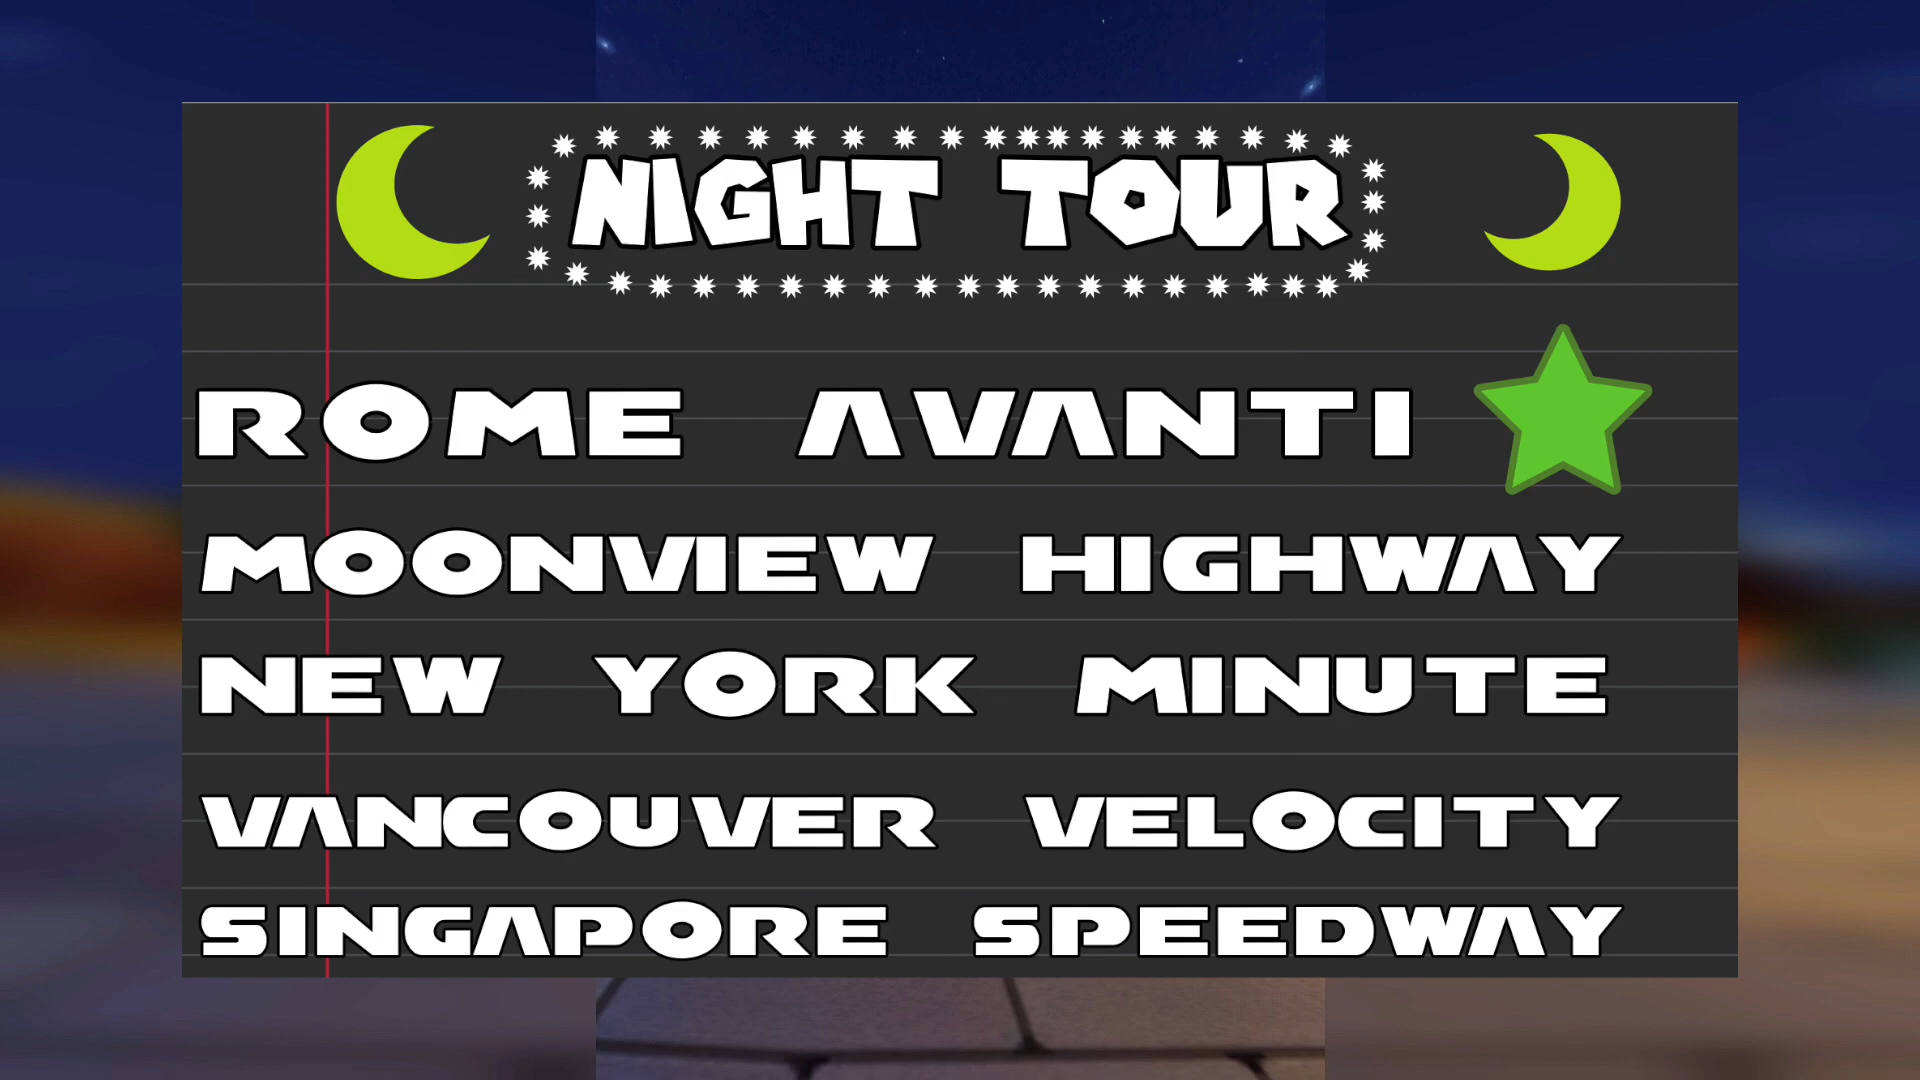 NIGHT TOUR
ROME AVANTI
MOONVIEW HIGHWAY
NEW YORK MINUTE
VANCOUVER VELOCITY
SINGAPORE SPEEDWAY